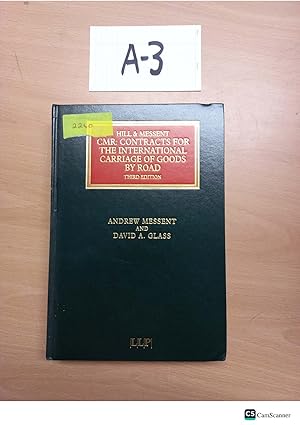 A-3
HILL & MESSENT
CMR: CONTRACTS FOR
THE INTERNATIONAL
CARRIAGE OF GOODS
BY ROAD
THIRD EDITION
ANDREW MESSENT
AND
DAVID A. GLASS
LLP
CS CamScanner